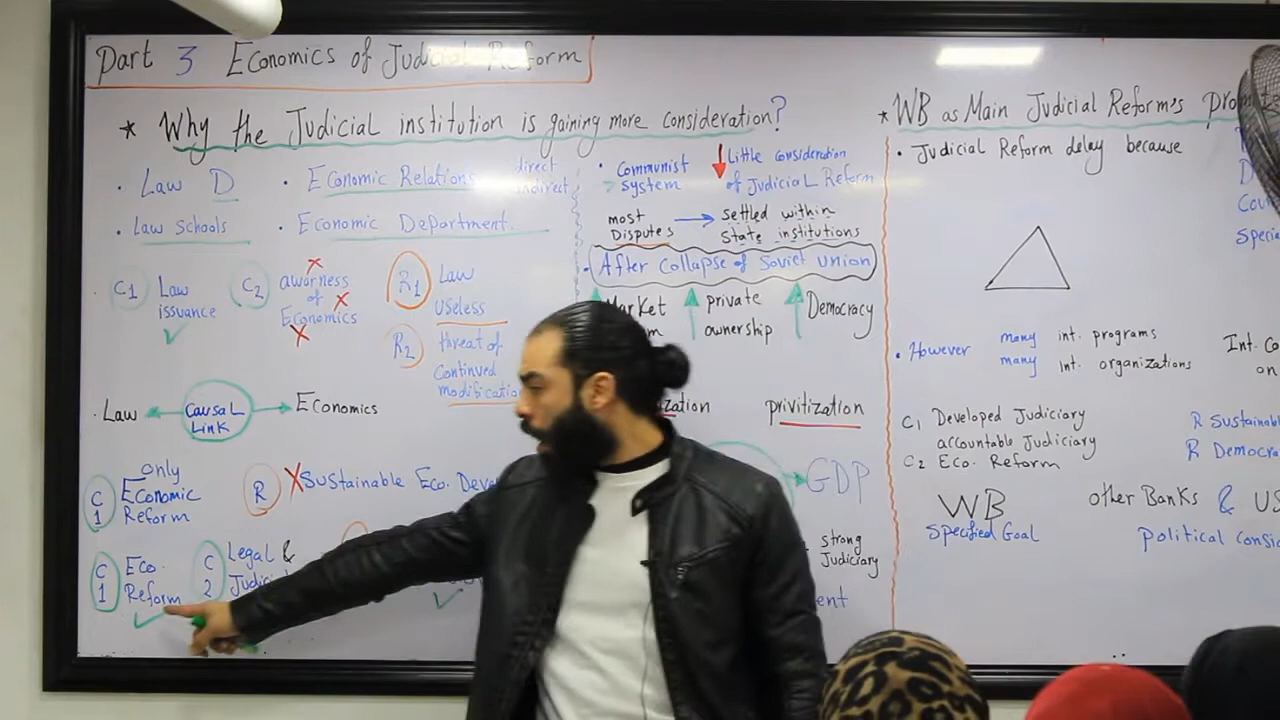 Part 3 Economics of Judicial Reform
* Why the Judicial institution is gaining more consideration?
. Law D . Economic Relations direct
indirect
. Law schools . Economic Department.
. C1 Law issuance ✓
C2 awarness of Economics
R1 Law Useless
R2 threat of Continued modification
. Law Causal Link Economics
C1 only Economic Reform
R X Sustainable Eco.
C1 Eco. Reform ✓
C2 Legal &
. Communist system
Little consideration of Judicial Reform
most Disputes → settled within State institutions
. After collapse of Soviet union
private ownership
Democracy
privitization
GDP
strong Judiciary
* WB as Main Judicial Reform's
. Judicial Reform delay because
. However many int. programs
many int. organizations
C1 Developed Judiciary
accountable Judiciary
C2 Eco. Reform
R
R
WB
Specified Goal
other Banks &
political
Int.
on